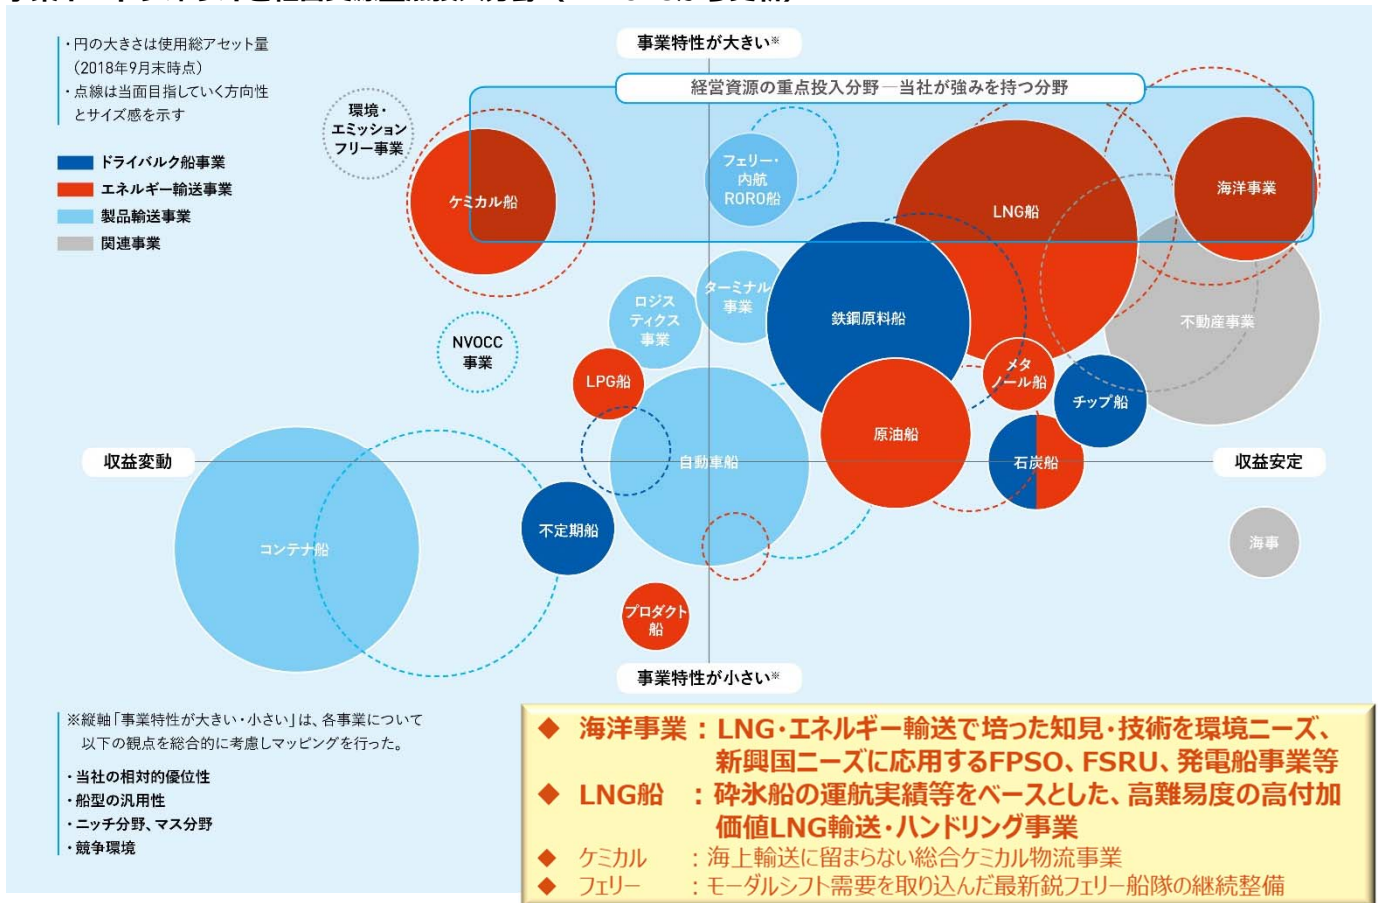 ・円の大きさは使用総アセット量
（2018年9月末時点）
・点線は当面目指していく方向性
とサイズ感を示す
ドライバルク船事業
エネルギー輸送事業
製品輸送事業
関連事業
事業特性が大きい※
経営資源の重点投入分野―当社が強みを持つ分野
環境・
エミッション
フリー事業
ケミカル船
フェリー・
内航
RORO船
LNG船
海洋事業
ロジス
ティクス
事業
ターミナル
事業
鉄鋼原料船
不動産事業
NVOCC
事業
LPG船
メタ
ノール船
チップ船
原油船
収益変動
自動車船
石炭船
収益安定
コンテナ船
不定期船
海事
プロダクト
船
事業特性が小さい※
※縦軸「事業特性が大きい・小さい」は、各事業について
以下の観点を総合的に考慮しマッピングを行った。
・当社の相対的優位性
・船型の汎用性
・ニッチ分野、マス分野
・競争環境
◆ 海洋事業：LNG・エネルギー輸送で培った知見・技術を環境ニーズ、
新興国ニーズに応用するFPSO、FSRU、発電船事業等
◆ LNG船 ：砕氷船の運航実績等をベースとした、高難易度の高付加
価値LNG輸送・ハンドリング事業
◆ ケミカル ：海上輸送に留まらない総合ケミカル物流事業
◆ フェリー ：モーダルシフト需要を取り込んだ最新鋭フェリー船隊の継続整備